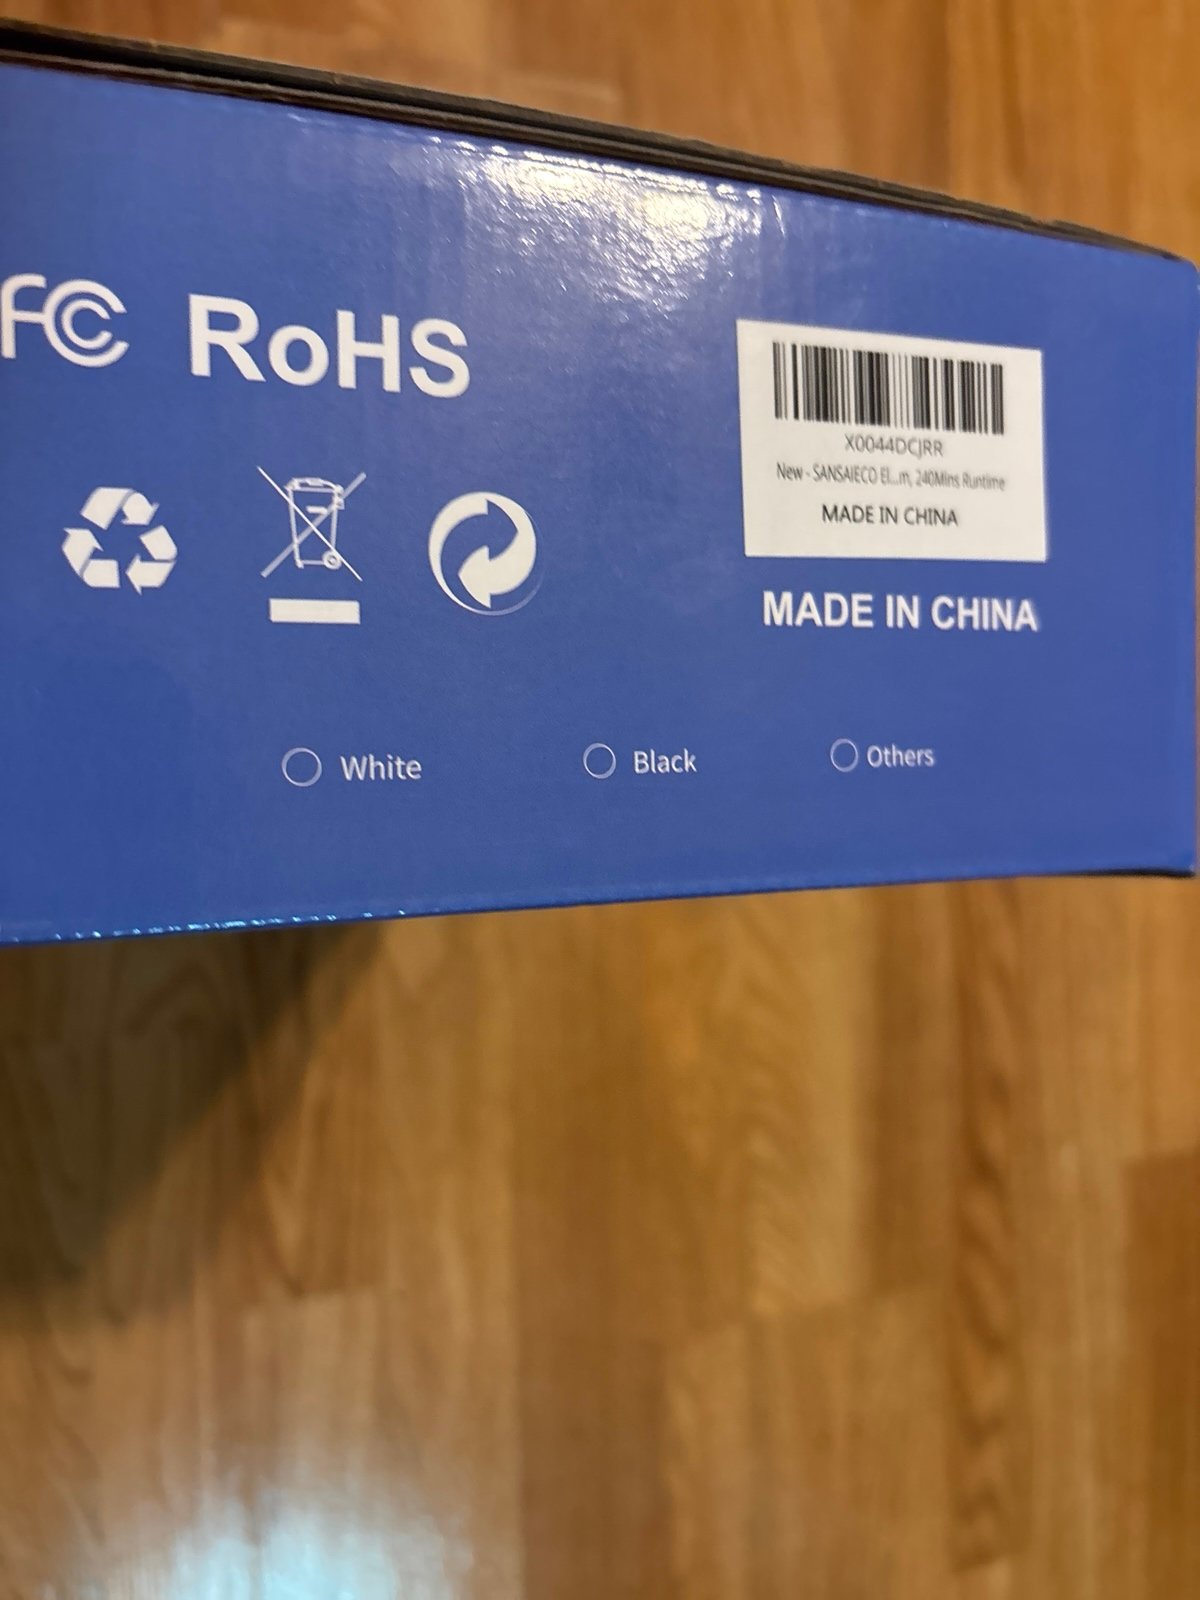 FC RoHS
X0044DCJRR
New - SANSAIECO El...m, 240Mins Runtime
MADE IN CHINA
MADE IN CHINA
White Black Others